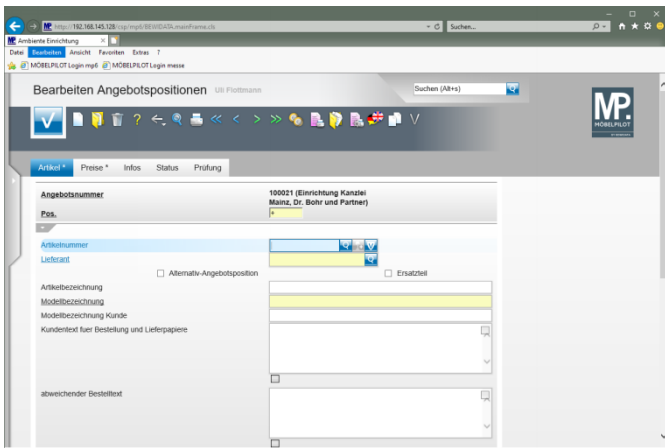 http://192.168.145.128/csp/mp6/BEWIDATA.mainframe.cls
Suchen...
Ambiente Einrichtung
Datei Bearbeiten Ansicht Favoriten Extras ?
MÖBELPILOT Login mp6 MÖBELPILOT Login messe
Bearbeiten Angebotspositionen Uli Flottmann
Suchen (Alt+s)
MP.
MÖBELPILOT
Artikel * Preise * Infos Status Prüfung
Angebotsnummer 100021 (Einrichtung Kanzlei
Mainz, Dr. Bohr und Partner)
Pos. +
Artikelnummer
Lieferant
Alternativ-Angebotsposition Ersatzteil
Artikelbezeichnung
Modellbezeichnung
Modellbezeichnung Kunde
Kundentext fuer Bestellung und Lieferpapiere
abweichender Bestelltext